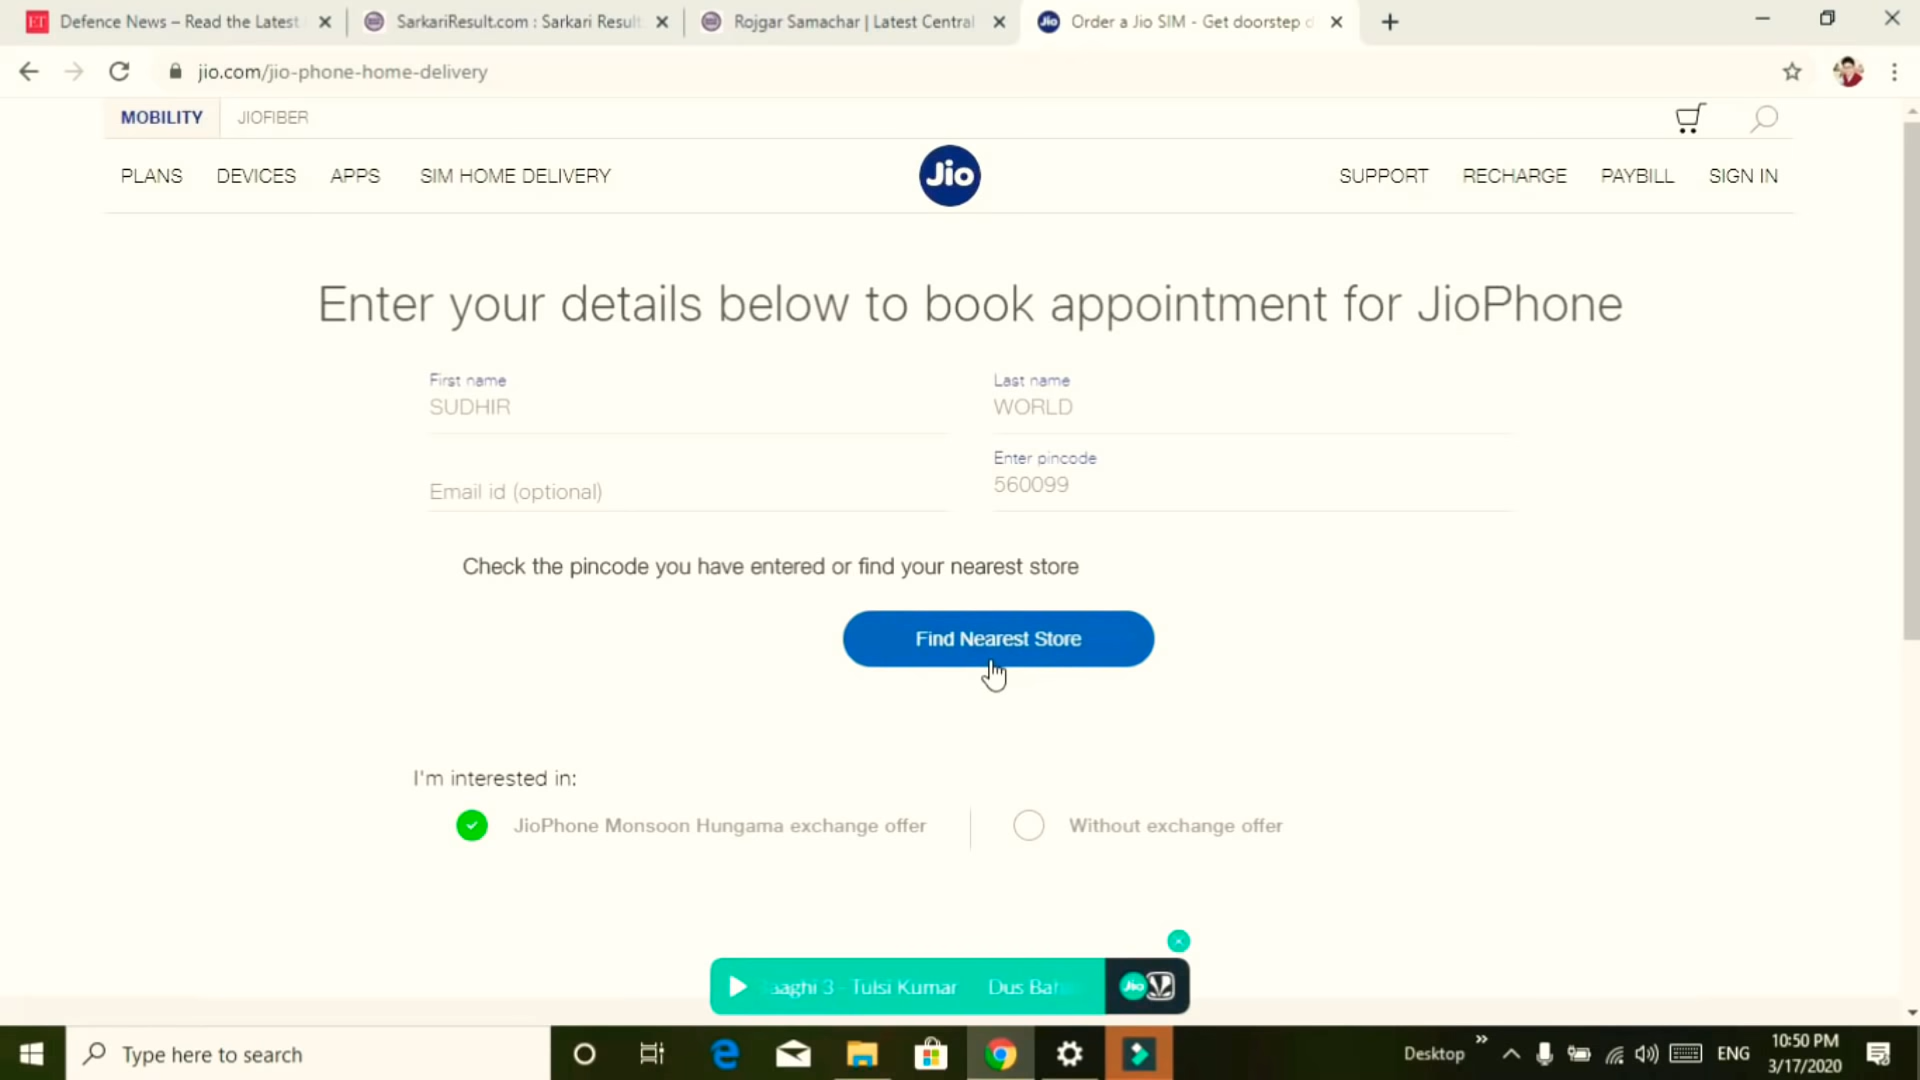 ET Defence News – Read the Latest
SarkariResult.com : Sarkari Result
Rojgar Samachar | Latest Central
Jio Order a Jio SIM - Get doorstep d
jio.com/jio-phone-home-delivery
MOBILITY JIOFIBER
PLANS DEVICES APPS SIM HOME DELIVERY Jio SUPPORT RECHARGE PAYBILL SIGN IN
Enter your details below to book appointment for JioPhone
First name Last name
SUDHIR WORLD
Enter pincode
Email id (optional) 560099
Check the pincode you have entered or find your nearest store
Find Nearest Store
I'm interested in:
JioPhone Monsoon Hungama exchange offer Without exchange offer
3 - Tulsi Kumar Dus Jio
Type here to search Desktop ENG 10:50 PM
3/17/2020